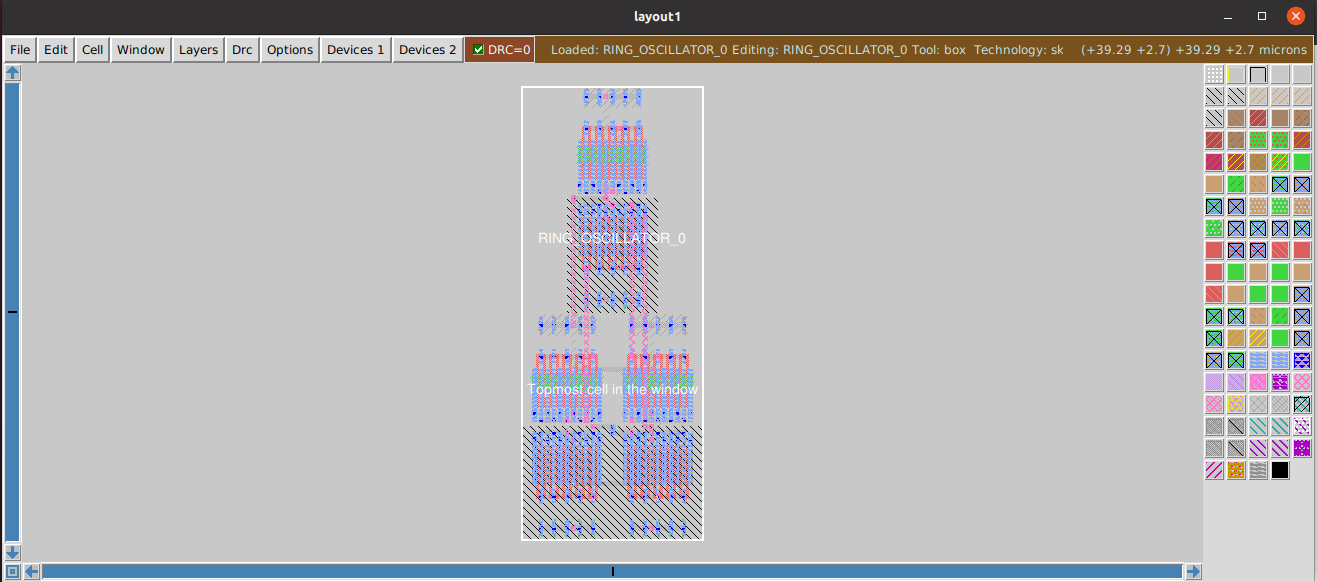 layout1
File Edit Cell Window Layers Drc Options Devices 1 Devices 2 DRC=0 Loaded: RING_OSCILLATOR_0 Editing: RING_OSCILLATOR_0 Tool: box Technology: sk (+39.29 +2.7) +39.29 +2.7 microns
RING_OSCILLATOR_0
Topmost cell in the window